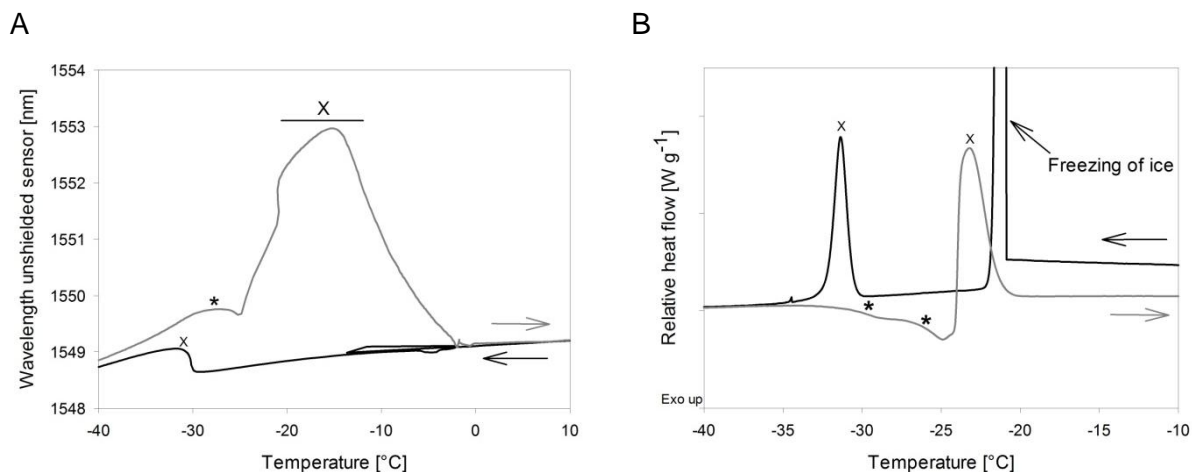 A
Wavelength unshielded sensor [nm]
1554
1553
1552
1551
1550
1549
1548
X
*
x
-40
-30
-20
-10
0
10
Temperature [°C]
B
Relative heat flow [W g-1]
x
x
Freezing of ice
*
*
Exo up
-40
-35
-30
-25
-20
-15
-10
Temperature [°C]